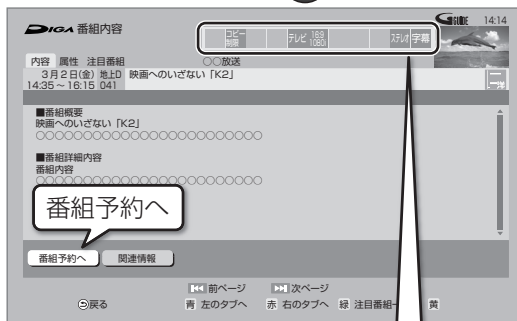 DIGA 番組内容
コピー制限
テレビ 16:9 1080i
ステレオ 字幕
GGUIDE 14:14
内容 属性 注目番組 ○○放送
3月2日(金) 地上D 映画へのいざない「K2」
14:35～16:15 041
洋
■番組概要
映画へのいざない「K2」
○○○○○○○○○○○○○○○○○○○○○○○○
■番組詳細内容
番組内容
○○○○○○○○○○○○○○○○○○○○○○○○
番組予約へ
番組予約へ 関連情報
前ページ 次ページ
戻る 青 左のタブへ 赤 右のタブへ 緑 注目番組一 黄